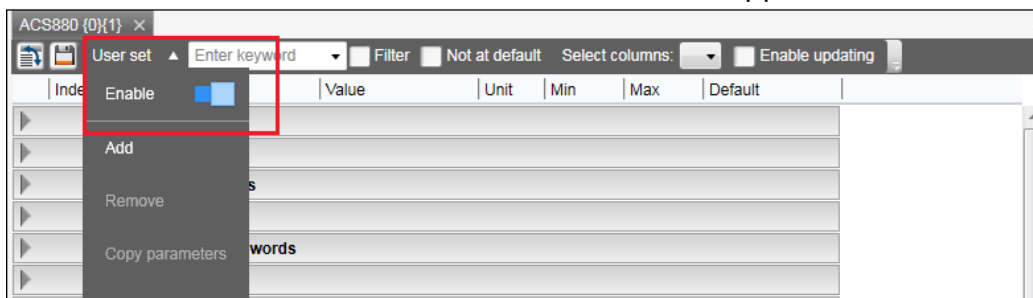 ACS880 {0}{1} ×
User set ▲ Enter keyword Filter Not at default Select columns: Enable updating
Inde Value Unit Min Max Default
Enable
Add
s
Remove
Copy parameters words